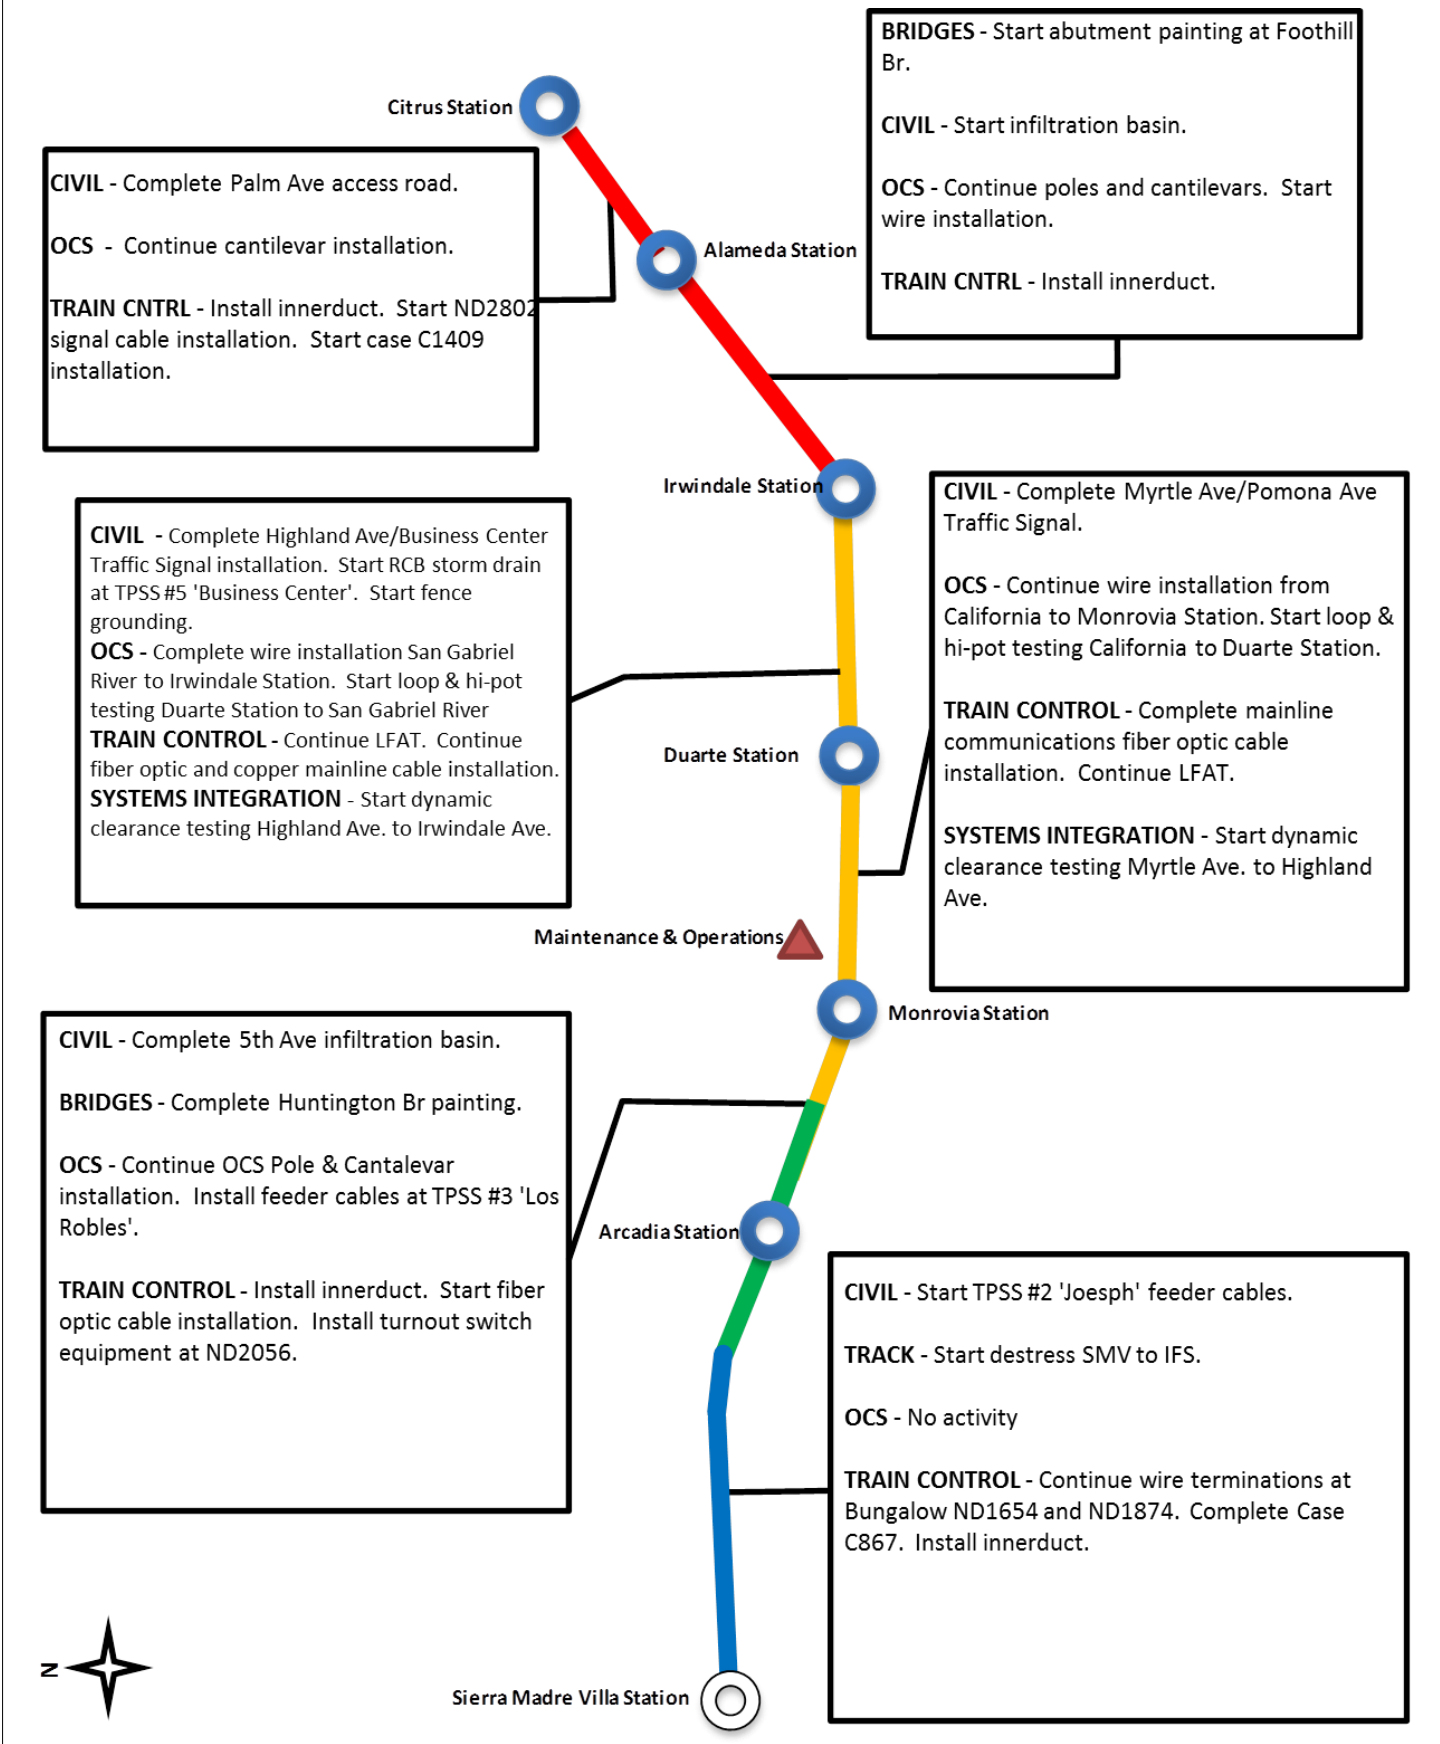 Citrus Station
BRIDGES - Start abutment painting at Foothill
Br.
CIVIL - Start infiltration basin.
OCS - Continue poles and cantilevars.  Start
wire installation.
TRAIN CNTRL - Install innerduct.
CIVIL - Complete Palm Ave access road.
OCS  -  Continue cantilevar installation.
TRAIN CNTRL - Install innerduct.  Start ND2802
signal cable installation.  Start case C1409
installation.
Alameda Station
Irwindale Station
CIVIL - Complete Myrtle Ave/Pomona Ave
Traffic Signal.
OCS - Continue wire installation from
California to Monrovia Station. Start loop &
hi-pot testing California to Duarte Station.
TRAIN CONTROL - Complete mainline
communications fiber optic cable
installation.  Continue LFAT.
SYSTEMS INTEGRATION - Start dynamic
clearance testing Myrtle Ave. to Highland
Ave.
CIVIL  - Complete Highland Ave/Business Center
Traffic Signal installation.  Start RCB storm drain
at TPSS #5 'Business Center'.  Start fence
grounding.
OCS - Complete wire installation San Gabriel
River to Irwindale Station.  Start loop & hi-pot
testing Duarte Station to San Gabriel River
TRAIN CONTROL - Continue LFAT.  Continue
fiber optic and copper mainline cable installation.
SYSTEMS INTEGRATION - Start dynamic
clearance testing Highland Ave. to Irwindale Ave.
Duarte Station
Maintenance & Operations
Monrovia Station
CIVIL - Complete 5th Ave infiltration basin.
BRIDGES - Complete Huntington Br painting.
OCS - Continue OCS Pole & Cantalevar
installation.  Install feeder cables at TPSS #3 'Los
Robles'.
TRAIN CONTROL - Install innerduct.  Start fiber
optic cable installation.  Install turnout switch
equipment at ND2056.
Arcadia Station
CIVIL - Start TPSS #2 'Joesph' feeder cables.
TRACK - Start destress SMV to IFS.
OCS - No activity
TRAIN CONTROL - Continue wire terminations at
Bungalow ND1654 and ND1874.  Complete Case
C867.  Install innerduct.
N
Sierra Madre Villa Station